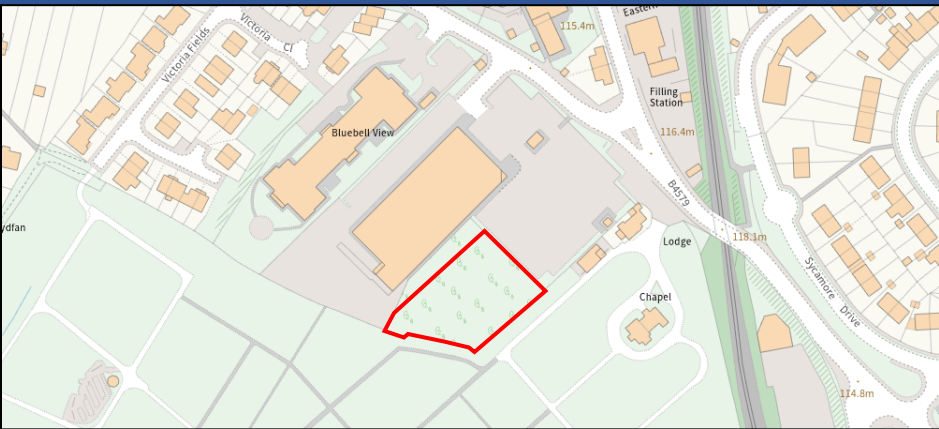 Eastern
115.4m
Victoria Cl
Victoria Fields
Filling
Station
Bluebell View
116.4m
B4579
ydfan
118.1m
Lodge
Sycamore Drive
Chapel
114.8m